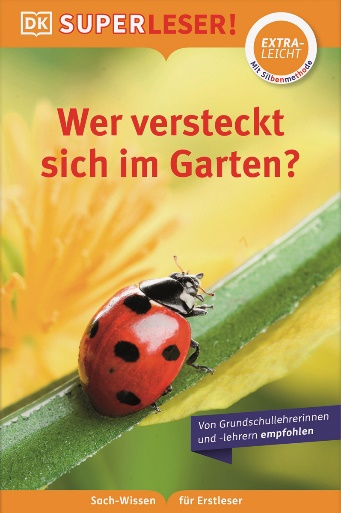 DK SUPERLESER!
EXTRA-
LEICHT
Mit Silbenmethode
Wer versteckt
sich im Garten?
Von Grundschullehrerinnen
und -lehrern empfohlen
Sach-Wissen für Erstleser